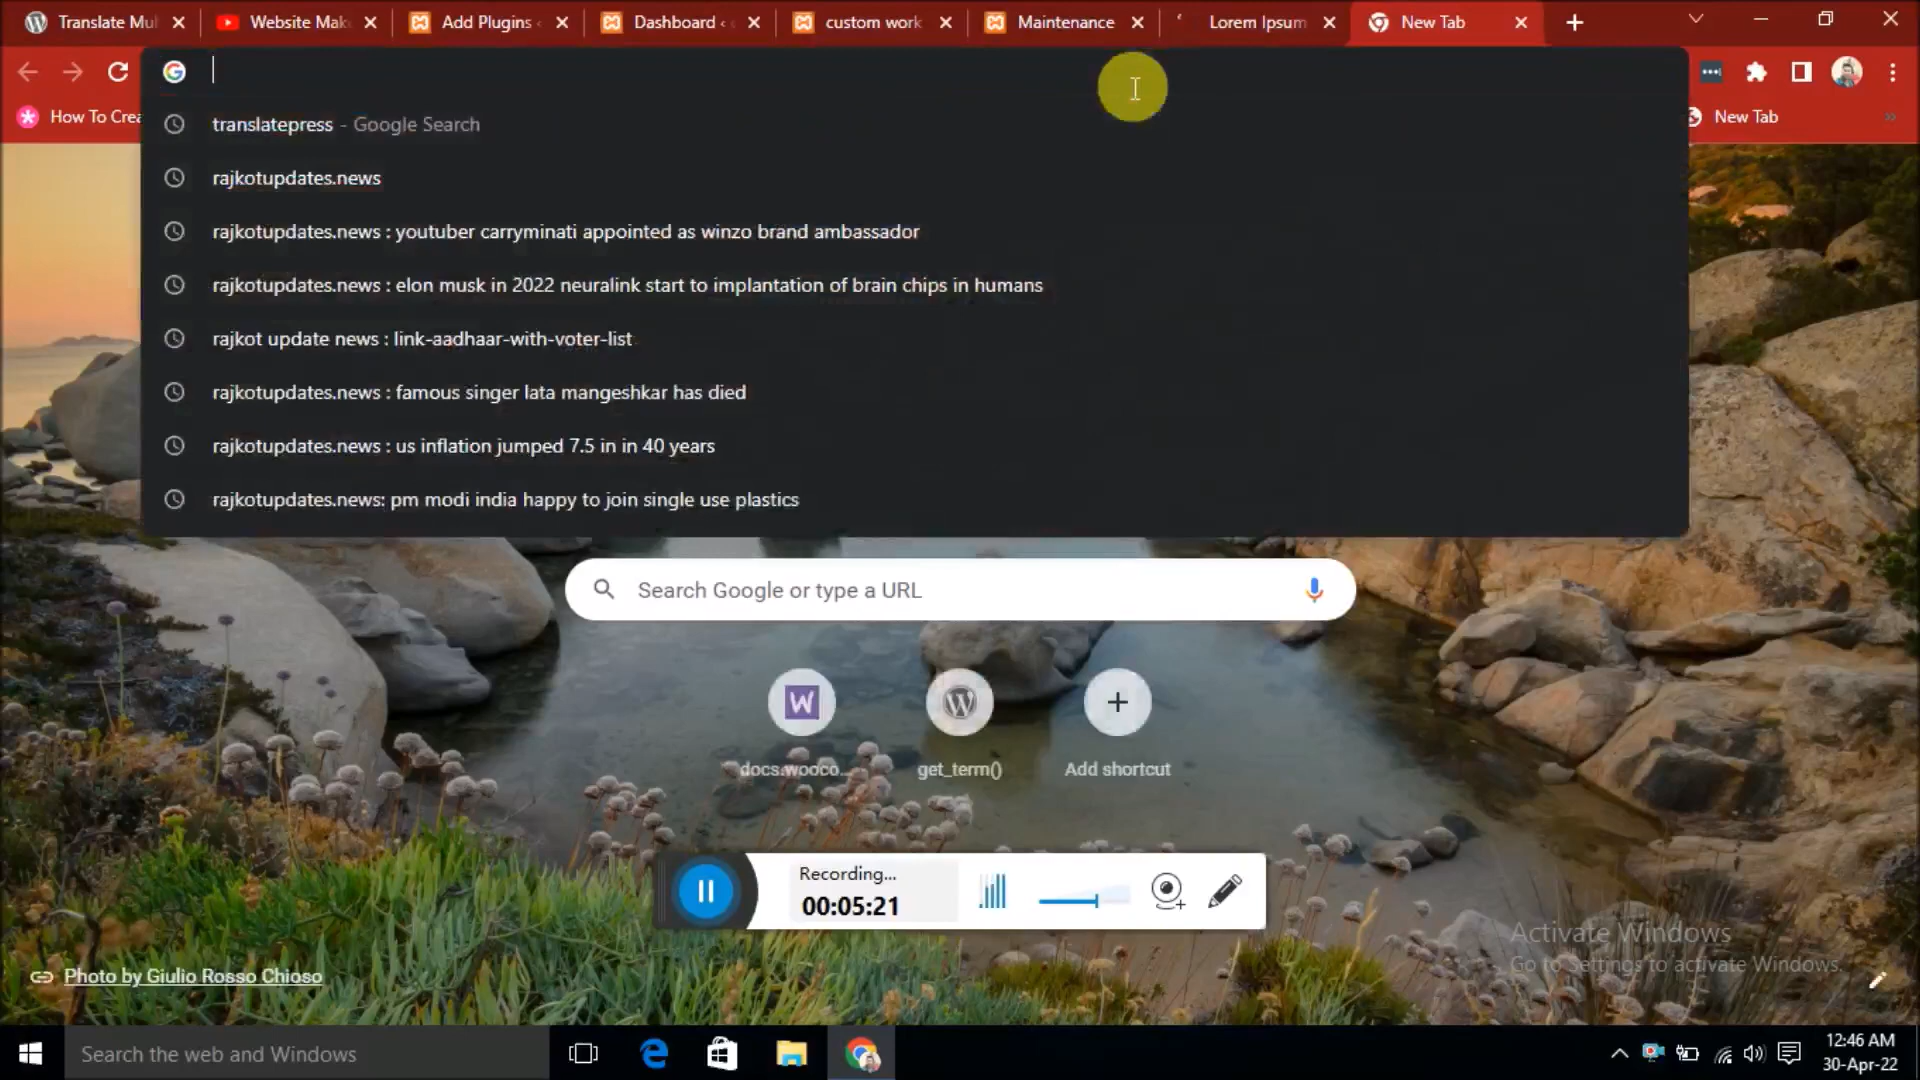 Translate Mul
Website Mak
Add Plugins
Dashboard
custom work
Maintenance
Lorem Ipsum
New Tab
How To Crea
New Tab
translatepress - Google Search
rajkotupdates.news
rajkotupdates.news : youtuber carryminati appointed as winzo brand ambassador
rajkotupdates.news : elon musk in 2022 neuralink start to implantation of brain chips in humans
rajkot update news : link-aadhaar-with-voter-list
rajkotupdates.news : famous singer lata mangeshkar has died
rajkotupdates.news : us inflation jumped 7.5 in in 40 years
rajkotupdates.news: pm modi india happy to join single use plastics
Search Google or type a URL
docs.wooco...
get_term()
Add shortcut
Recording...
00:05:21
Activate Windows
Go to Settings to activate Windows.
Photo by Giulio Rosso Chioso
Search the web and Windows
12:46 AM
30-Apr-22